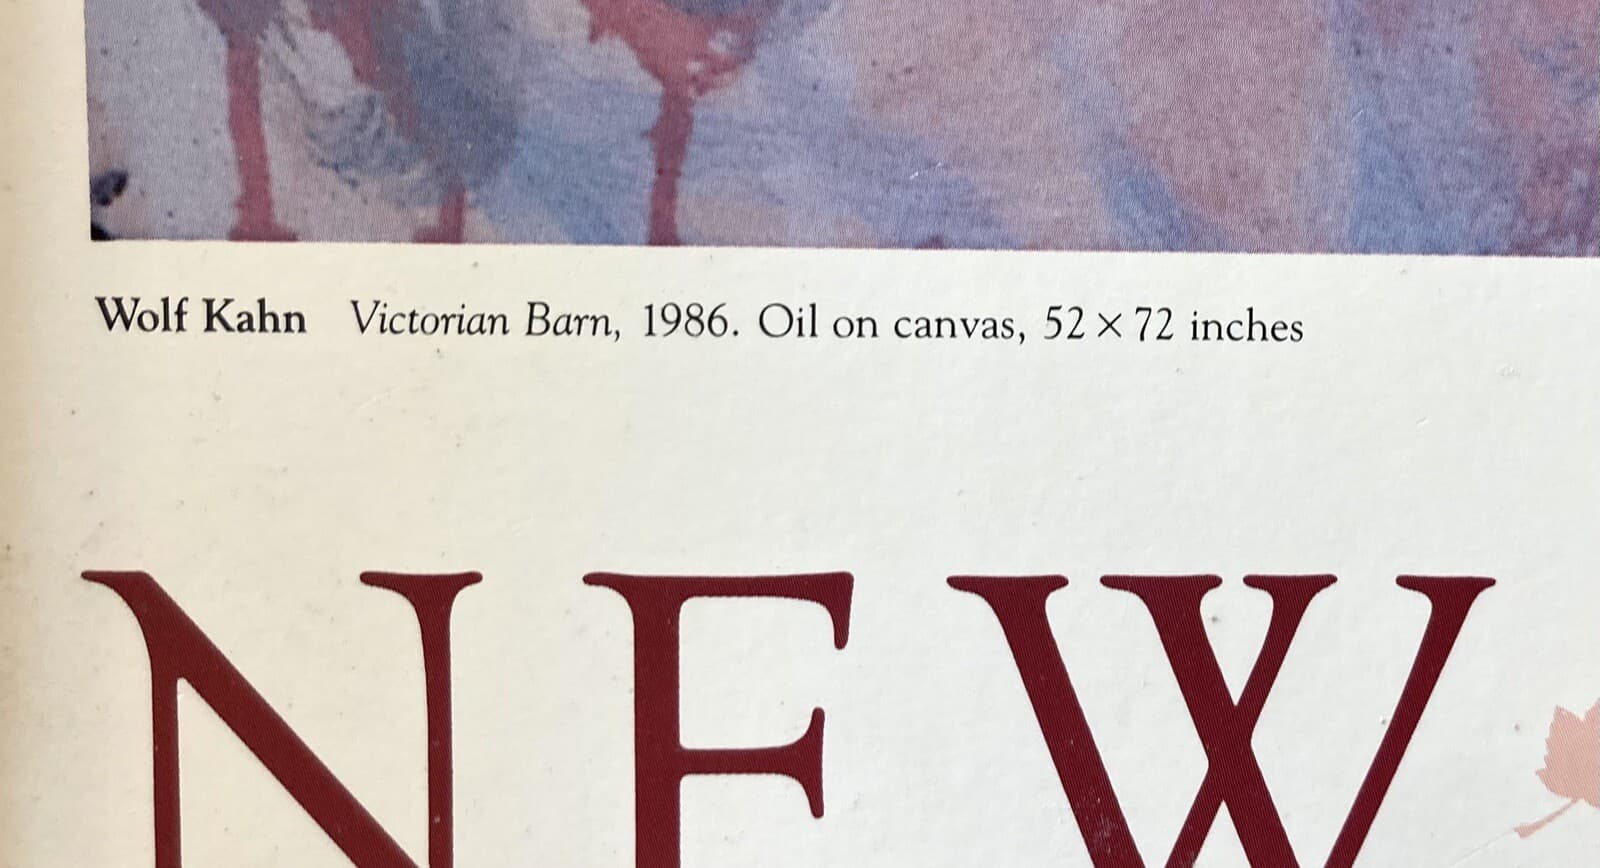 Wolf Kahn Victorian Barn, 1986. Oil on canvas, 52 × 72 inches
NEW